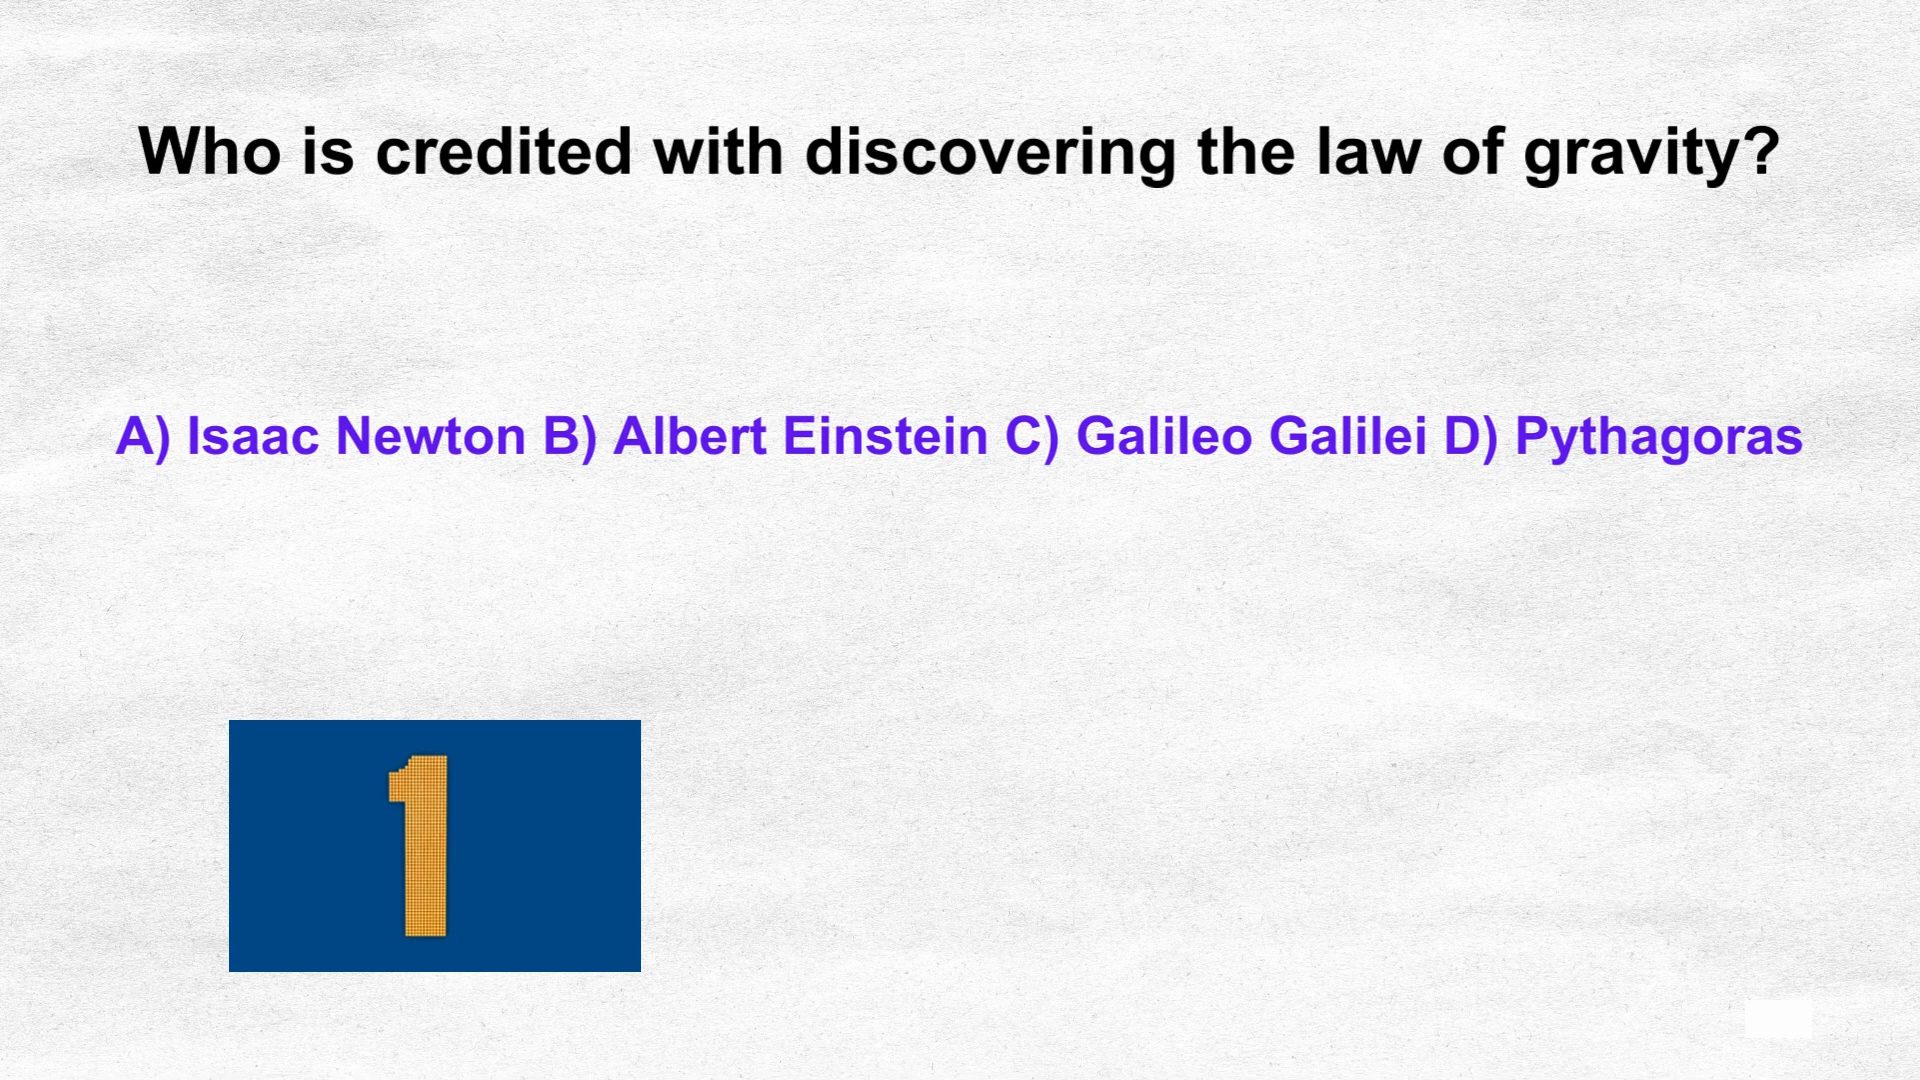 Who is credited with discovering the law of gravity?
A) Isaac Newton B) Albert Einstein C) Galileo Galilei D) Pythagoras
1